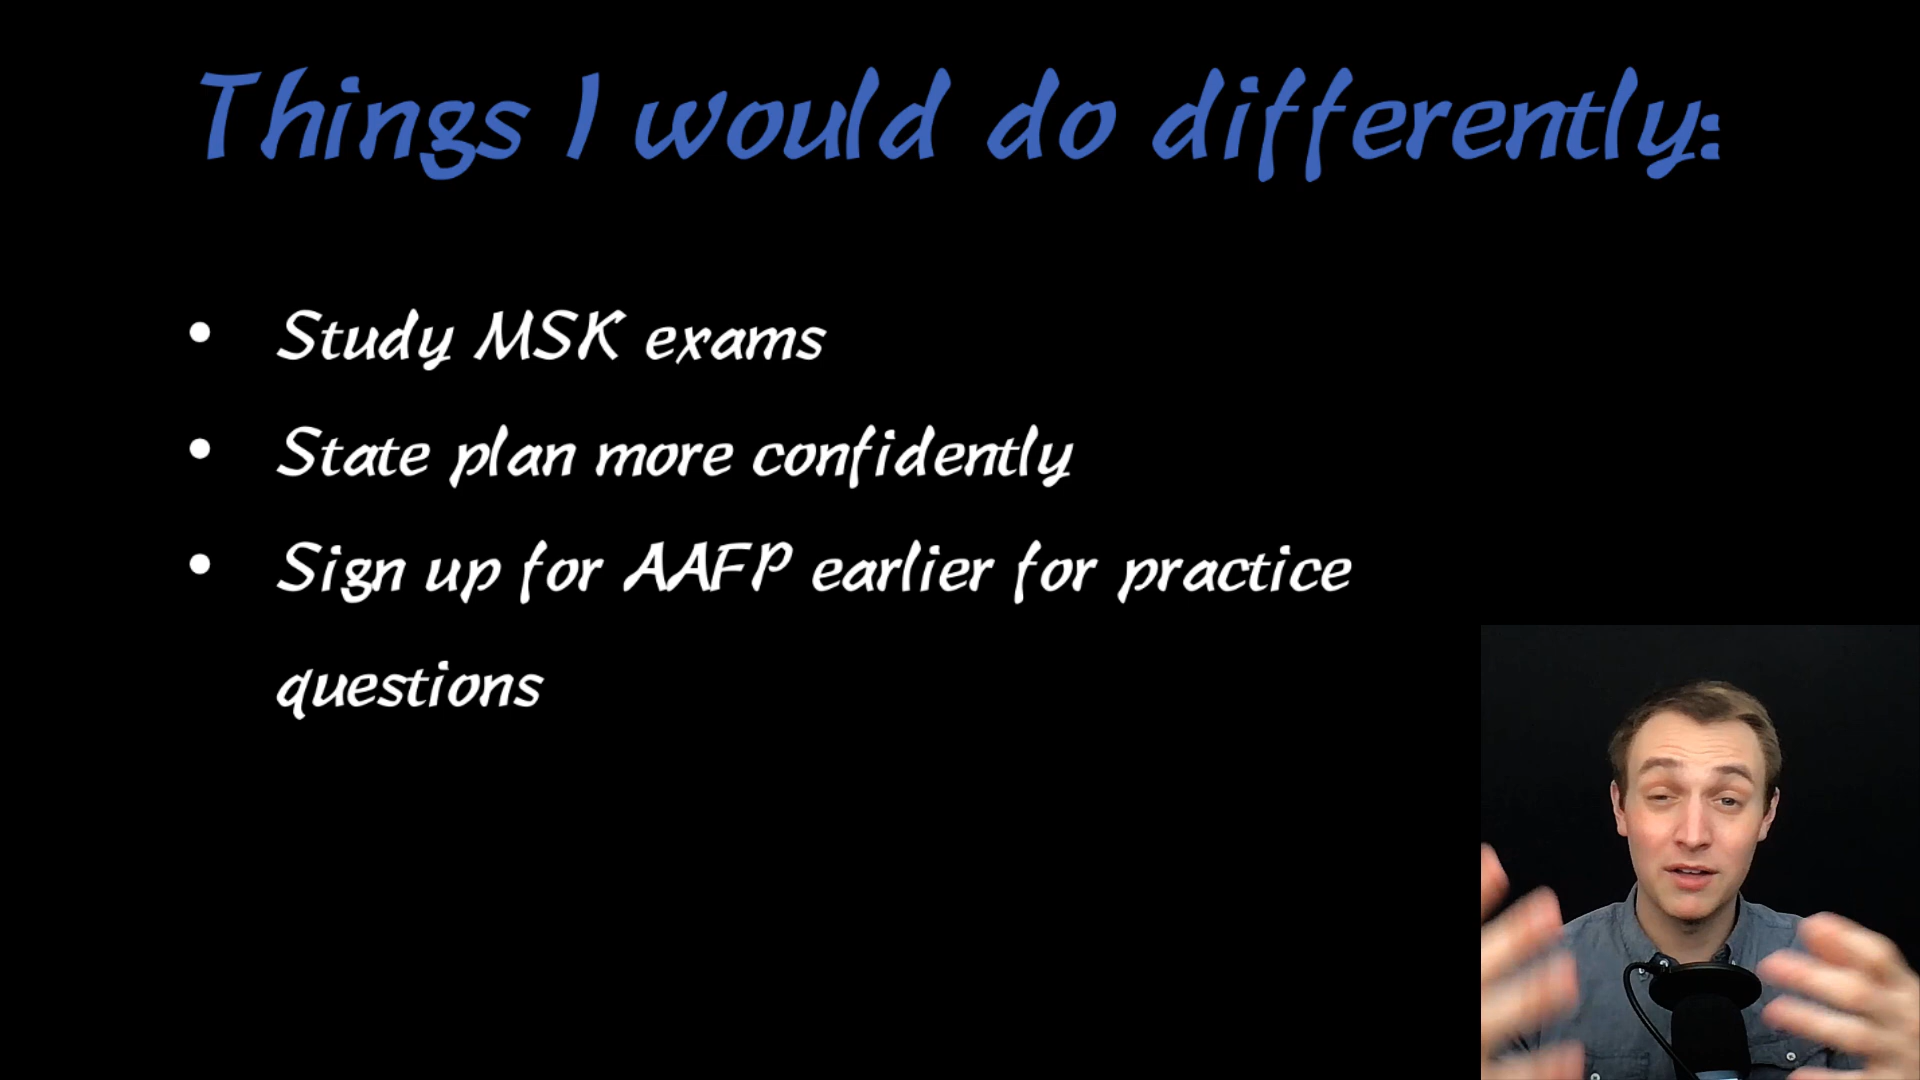 Things I would do differently:
• Study MSK exams
• State plan more confidently
• Sign up for AAFP earlier for practice
questions